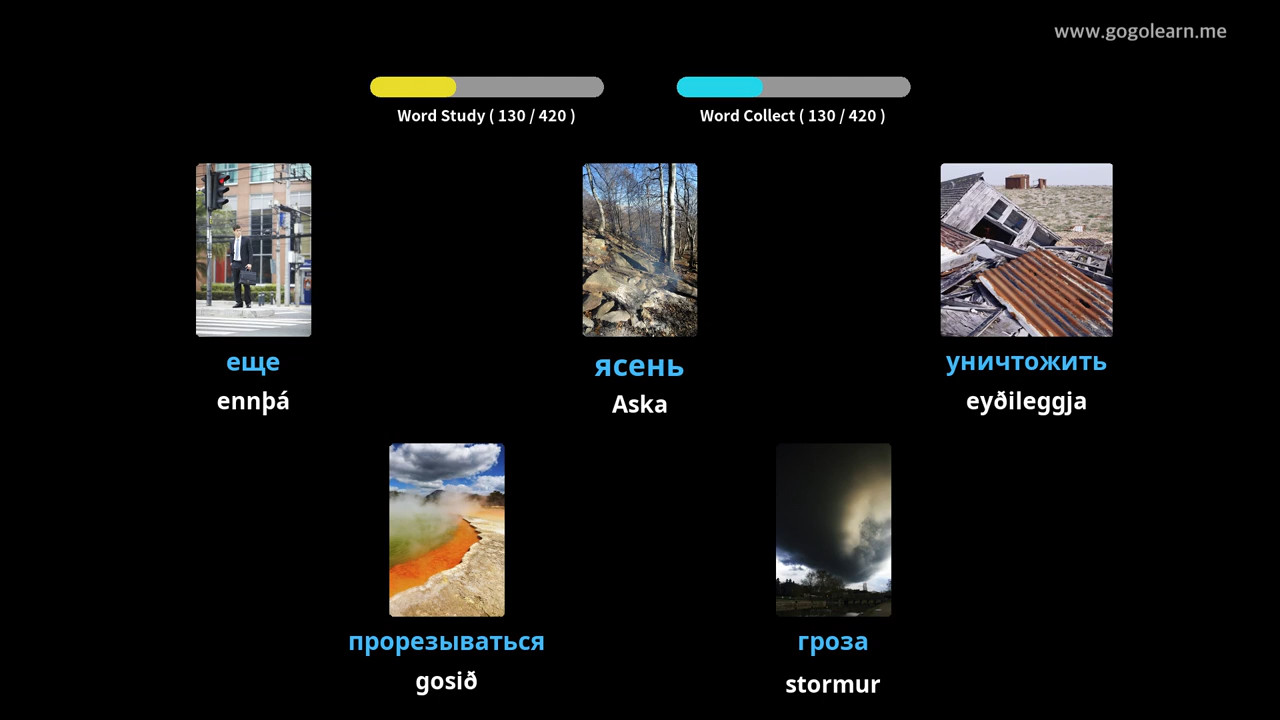 www.gogolearn.me
Word Study ( 130 / 420 )
Word Collect ( 130 / 420 )
еще
ennþá
ясень
Aska
уничтожить
eyðileggja
прорезываться
gosið
гроза
stormur